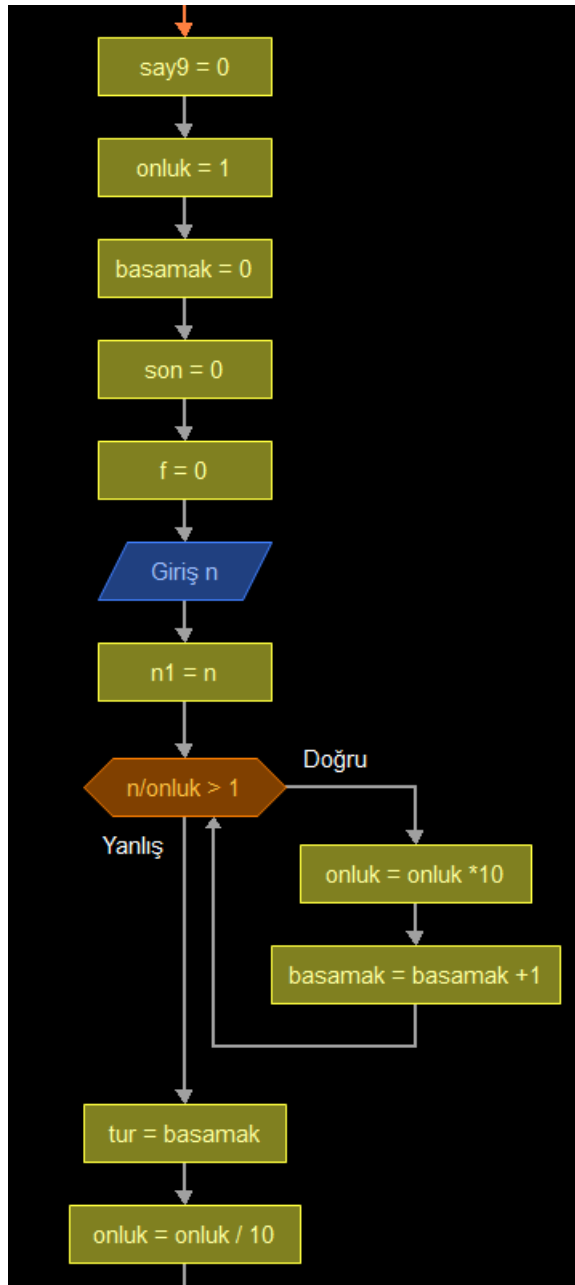 say9 = 0
onluk = 1
basamak = 0
son = 0
f = 0
Giriş n
n1 = n
n/onluk > 1
Doğru
Yanlış
onluk = onluk *10
basamak = basamak +1
tur = basamak
onluk = onluk / 10